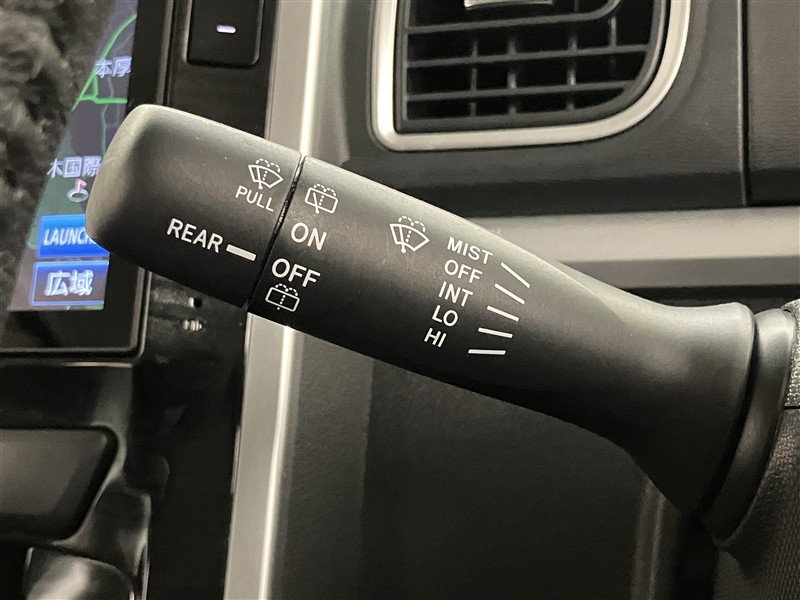 本厚
木国際
LAUNCH
広域
PULL
REAR
ON
OFF
MIST
OFF
INT
LO
HI